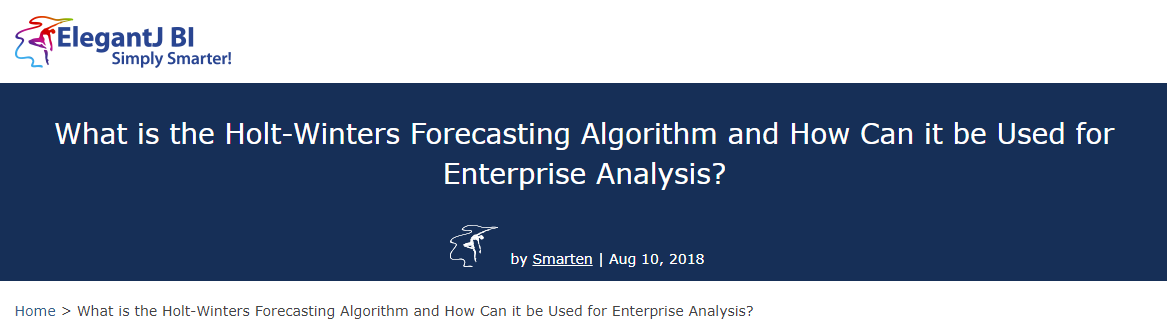 ElegantJ BI
Simply Smarter!
What is the Holt-Winters Forecasting Algorithm and How Can it be Used for
Enterprise Analysis?
by Smarten | Aug 10, 2018
Home > What is the Holt-Winters Forecasting Algorithm and How Can it be Used for Enterprise Analysis?